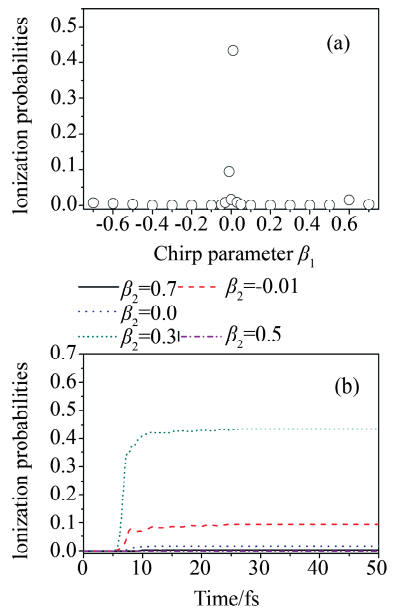 (a)
Ionization probabilities
0.5
0.4
0.3
0.2
0.1
0.0
-0.6 -0.4 -0.2 0.0 0.2 0.4 0.6
Chirp parameter β₁
β₂=0.7 β₂=-0.01
β₂=0.0
β₂=0.3 β₂=0.5
(b)
Ionization probabilities
0.7
0.6
0.5
0.4
0.3
0.2
0.1
0.0
0 10 20 30 40 50
Time/fs